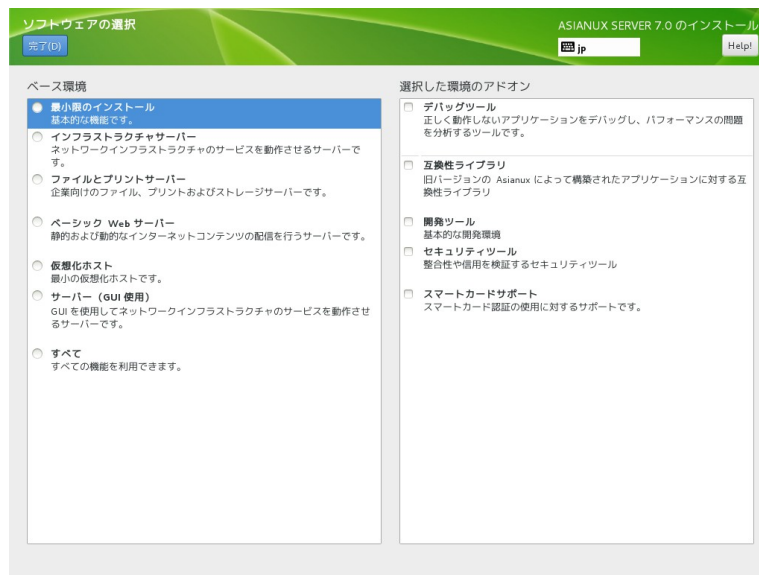 ソフトウェアの選択
ASIANUX SERVER 7.0 のインストール
完了(D)
jp
Help!
ベース環境
最小限のインストール
基本的な機能です。
インフラストラクチャサーバー
ネットワークインフラストラクチャのサービスを動作させるサーバーで
す。
ファイルとプリントサーバー
企業向けのファイル、プリントおよびストレージサーバーです。
ベーシック Web サーバー
静的および動的なインターネットコンテンツの配信を行うサーバーです。
仮想化ホスト
最小の仮想化ホストです。
サーバー（GUI 使用）
GUI を使用してネットワークインフラストラクチャのサービスを動作させ
るサーバーです。
すべて
すべての機能を利用できます。
選択した環境のアドオン
デバッグツール
正しく動作しないアプリケーションをデバッグし、パフォーマンスの問題
を分析するツールです。
互換性ライブラリ
旧バージョンの Asianux によって構築されたアプリケーションに対する互
換性ライブラリ
開発ツール
基本的な開発環境
セキュリティツール
整合性や信用を検証するセキュリティツール
スマートカードサポート
スマートカード認証の使用に対するサポートです。